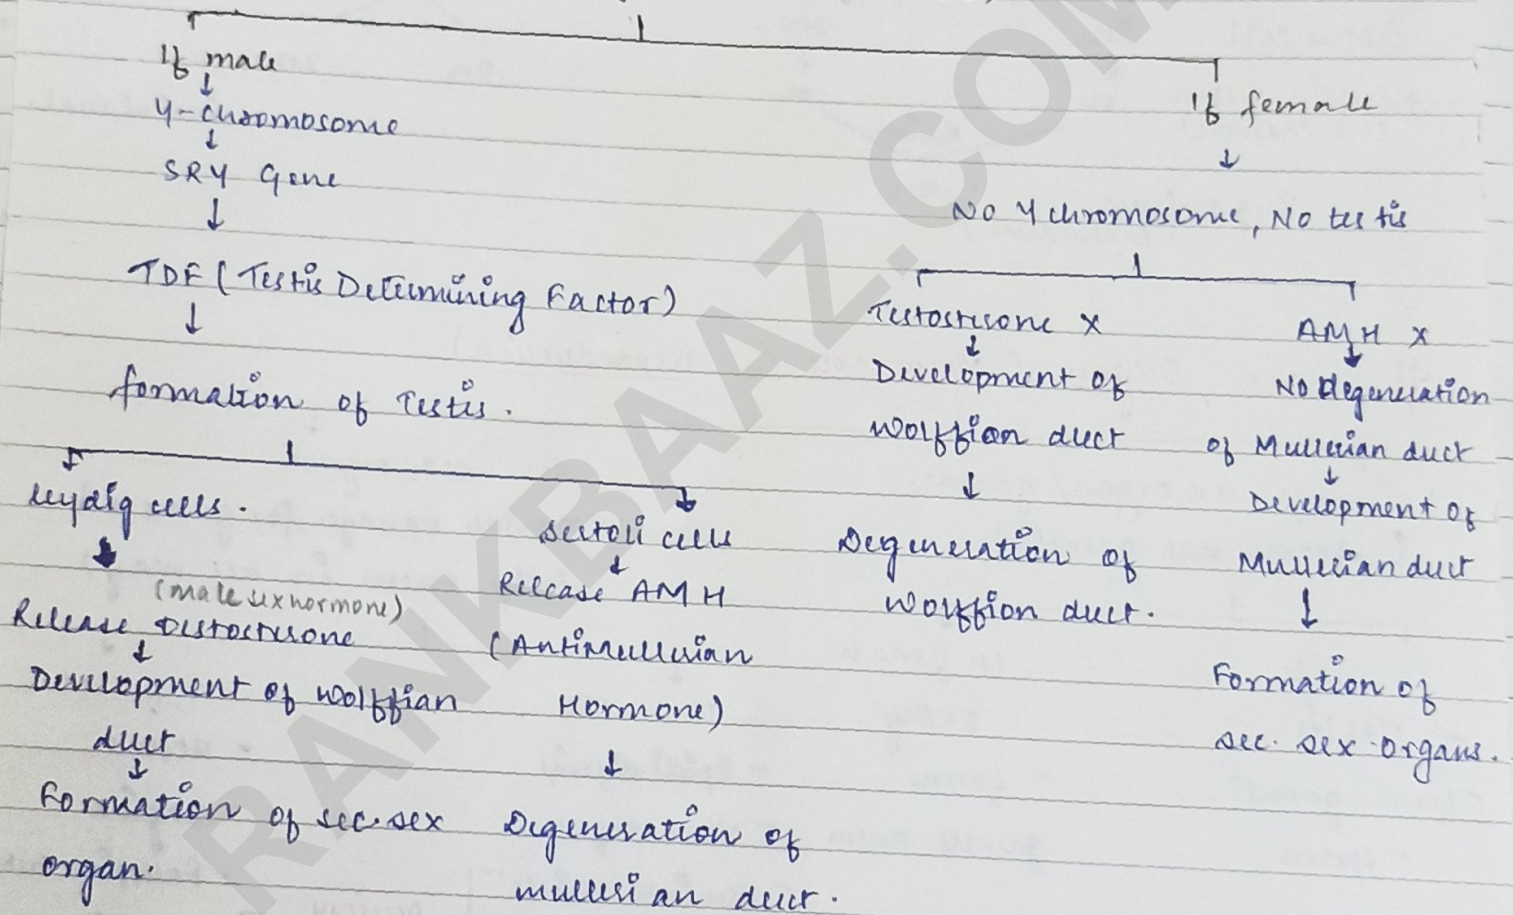 If male
↓
Y-chromosome
↓
SRY Gene
↓
TDF (Testis Determining Factor)
↓
formation of Testis.
Leydig cells.
↓
(male sex hormone)
Release Testosterone
↓
Development of Wolffian
duct
↓
Formation of sec. sex
organ.
Sertoli cells
↓
Release AMH
(AntiMullerian
Hormone)
↓
Degeneration of
mullerian duct.
If female
↓
No Y chromosome, No testis
Testosterone x
↓
Development of
Wolffian duct
↓
Degeneration of
Wolffian duct.
AMH x
↓
No degeneration
of Mullerian duct
↓
Development of
Mullerian duct
↓
Formation of
sec. sex organs.
RANKBAAZ.COM